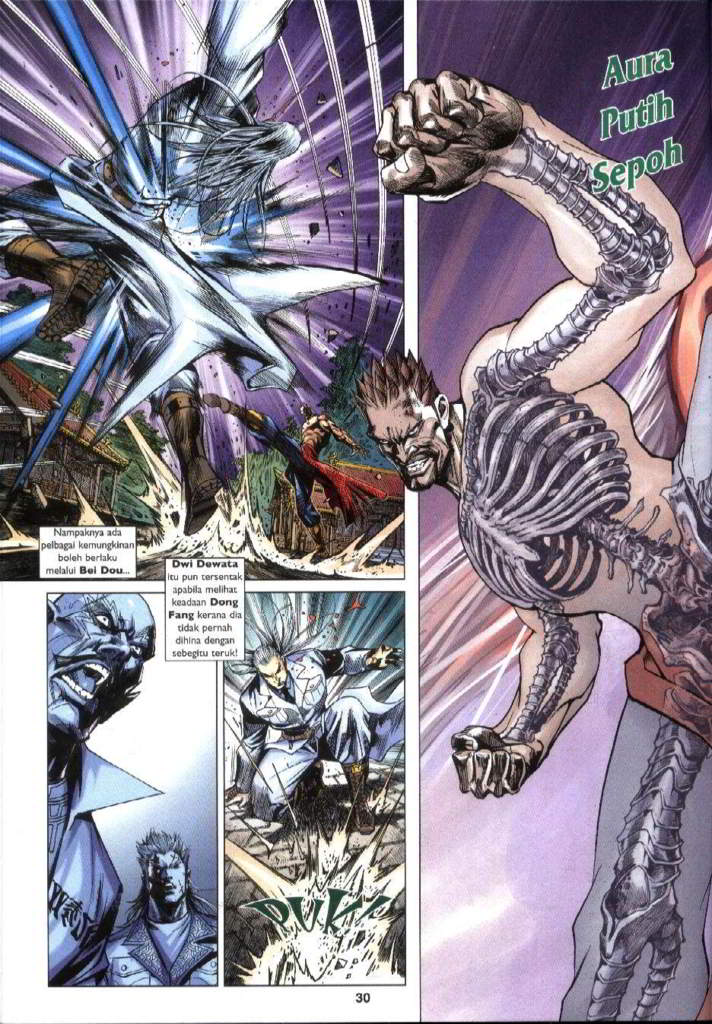 Aura
Putih
Sepoh
Nampaknya ada
pelbagai kemungkinan
boleh berlaku
melalui Bei Dou...
Dwi Dewata
itu pun tersentak
apabila melihat
keadaan Dong
Fang kerana dia
tidak pernah
dihina dengan
sebegitu teruk!
PUK!
30